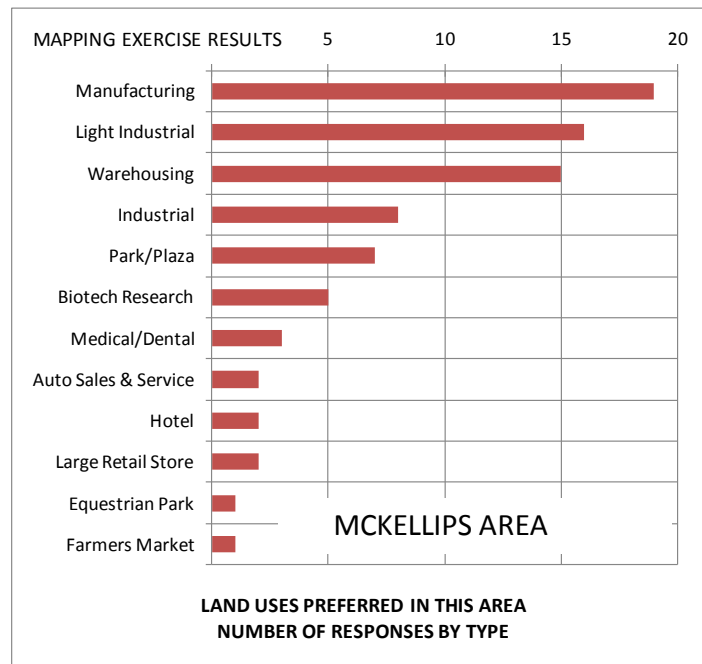 MAPPING EXERCISE RESULTS 5 10 15 20
Manufacturing
Light Industrial
Warehousing
Industrial
Park/Plaza
Biotech Research
Medical/Dental
Auto Sales & Service
Hotel
Large Retail Store
Equestrian Park
Farmers Market
MCKELLIPS AREA
LAND USES PREFERRED IN THIS AREA
NUMBER OF RESPONSES BY TYPE